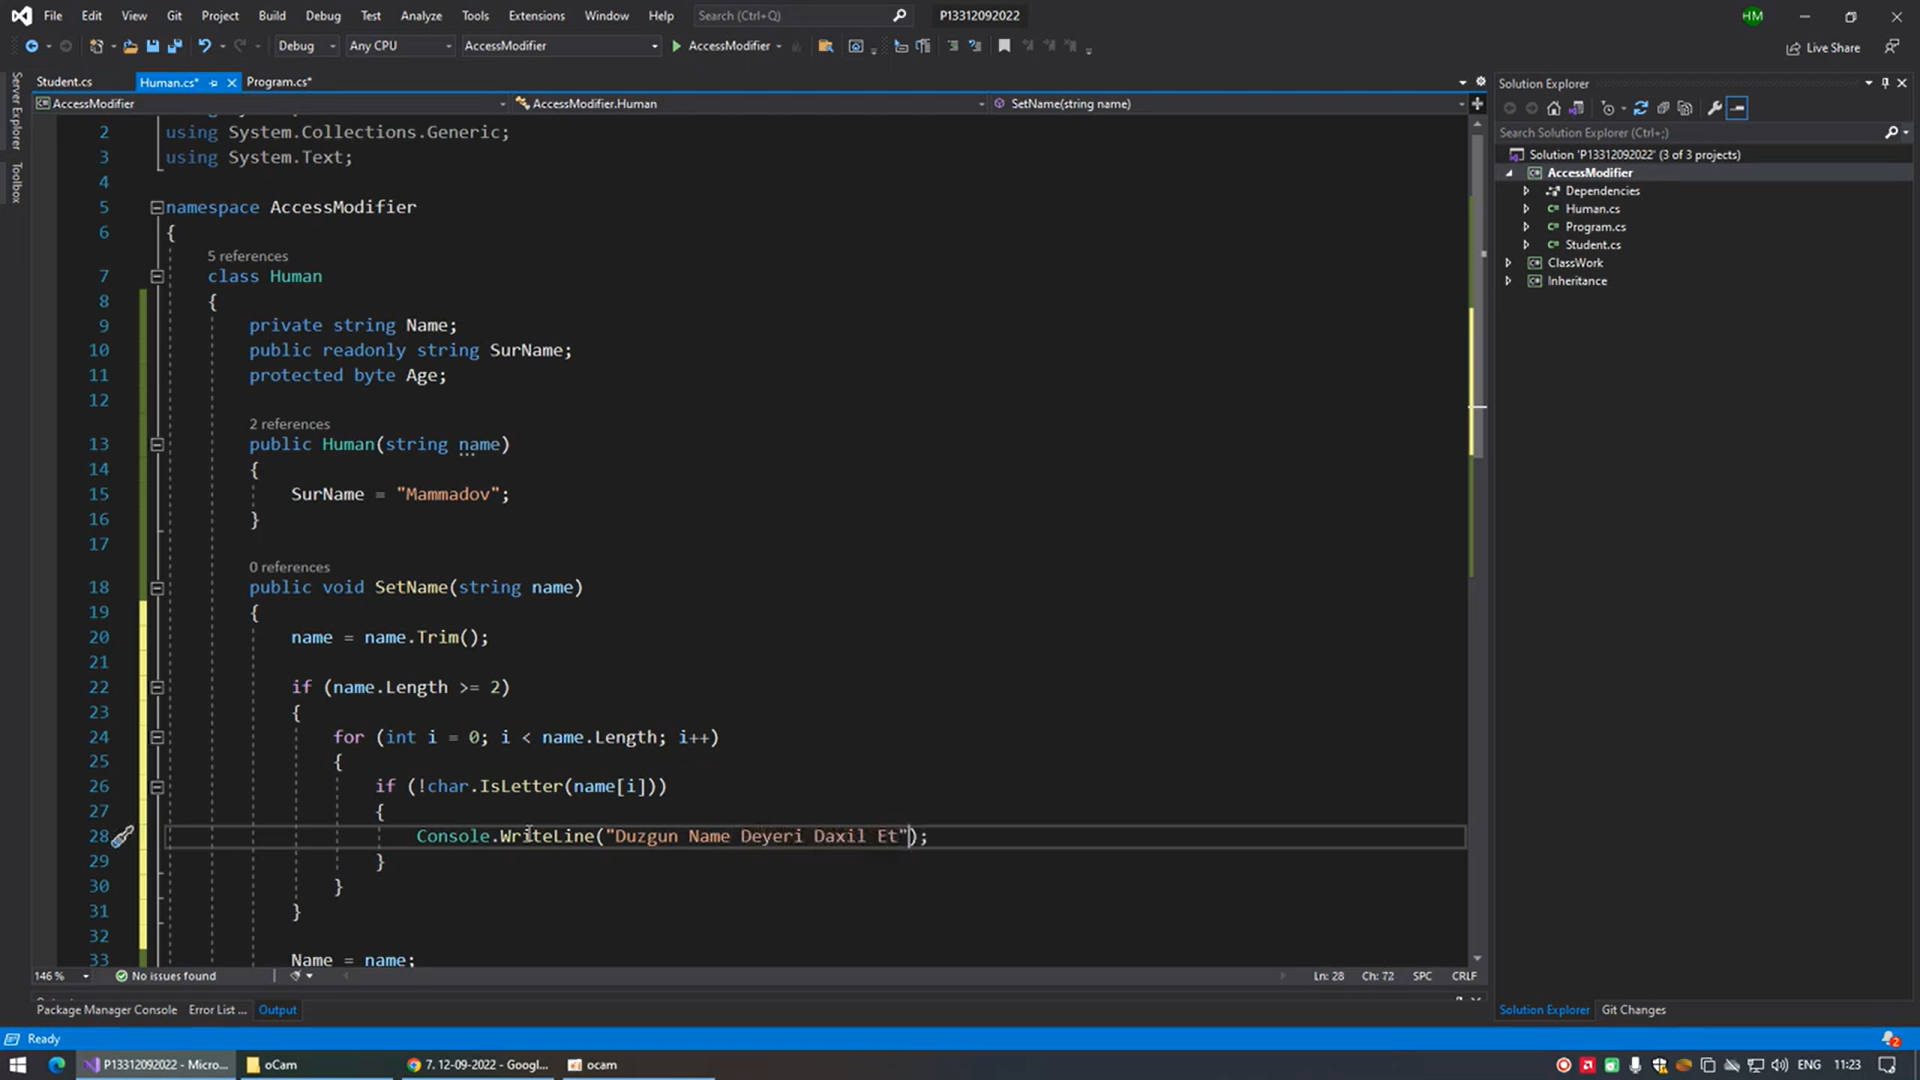 File Edit View Git Project Build Debug Test Analyze Tools Extensions Window Help Search (Ctrl+Q) P13312092022 HM
Debug Any CPU AccessModifier AccessModifier Live Share
Server Explorer
Toolbox
Student.cs Human.cs* Program.cs*
AccessModifier AccessModifier.Human SetName(string name)
2 using System.Collections.Generic;
3 using System.Text;
4
5 namespace AccessModifier
6 {
5 references
7 class Human
8 {
9 private string Name;
10 public readonly string SurName;
11 protected byte Age;
12
2 references
13 public Human(string name)
14 {
15 SurName = "Mammadov";
16 }
17
0 references
18 public void SetName(string name)
19 {
20 name = name.Trim();
21
22 if (name.Length >= 2)
23 {
24 for (int i = 0; i < name.Length; i++)
25 {
26 if (!char.IsLetter(name[i]))
27 {
28 Console.WriteLine("Duzgun Name Deyeri Daxil Et");
29 }
30 }
31 }
32
33 Name = name;
146 % No issues found Ln: 28 Ch: 72 SPC CRLF
Package Manager Console Error List ... Output
Solution Explorer
Search Solution Explorer (Ctrl+;)
Solution 'P13312092022' (3 of 3 projects)
AccessModifier
Dependencies
Human.cs
Program.cs
Student.cs
ClassWork
Inheritance
Solution Explorer Git Changes
Ready 2
P13312092022 - Micro... oCam 7. 12-09-2022 - Googl... ocam ENG 11:23